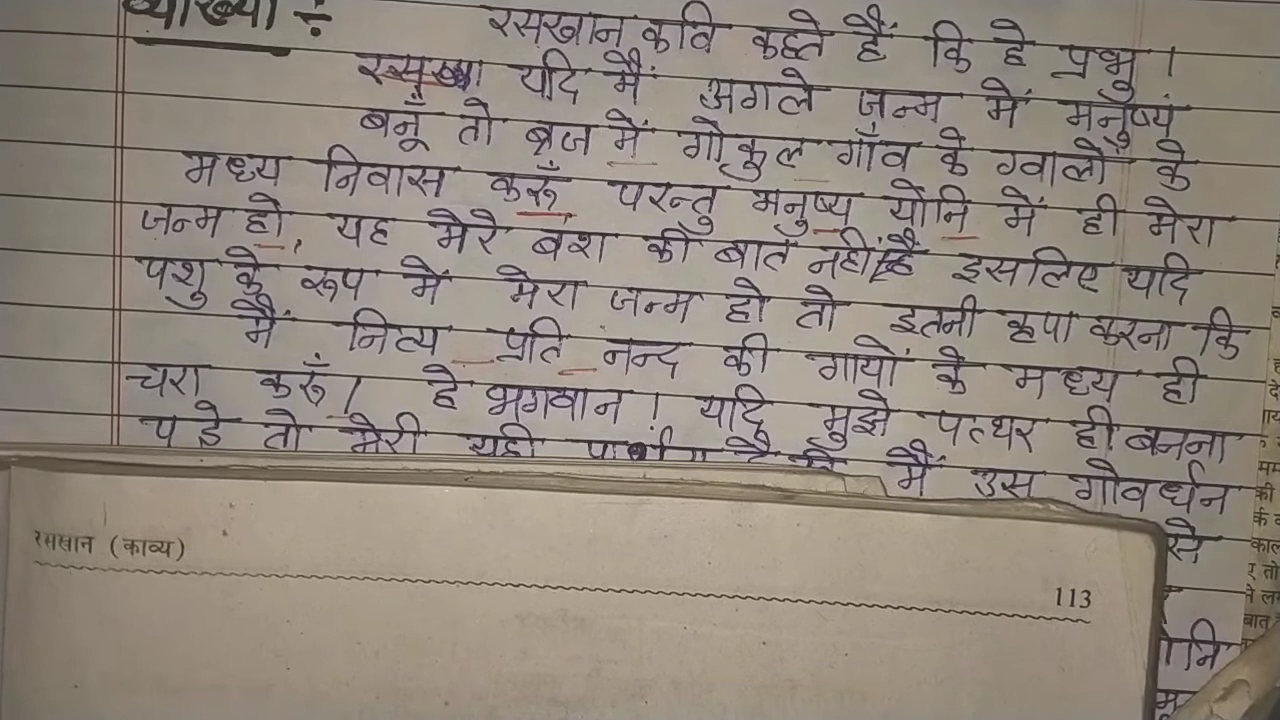 व्याख्या :-
रसखान कवि कहते हैं कि हे प्रभु ।
यदि मैं अगले जन्म में मनुष्य
बनूँ तो ब्रज में गोकुल गाँव के ग्वालों के
मध्य निवास करूँ, परन्तु मनुष्य योनि में ही मेरा
जन्म हो, यह मेरे बश की बात नहीं है इसलिए यदि
पशु के रूप में मेरा जन्म हो तो इतनी कृपा करना कि
मैं नित्य प्रति नन्द की गायों के मध्य ही
चरा करूँ। हे भगवान ! यदि मुझे पत्थर ही बनना
पड़े तो मेरी यही मैं उस गोवर्धन
रसखान (काव्य)
113